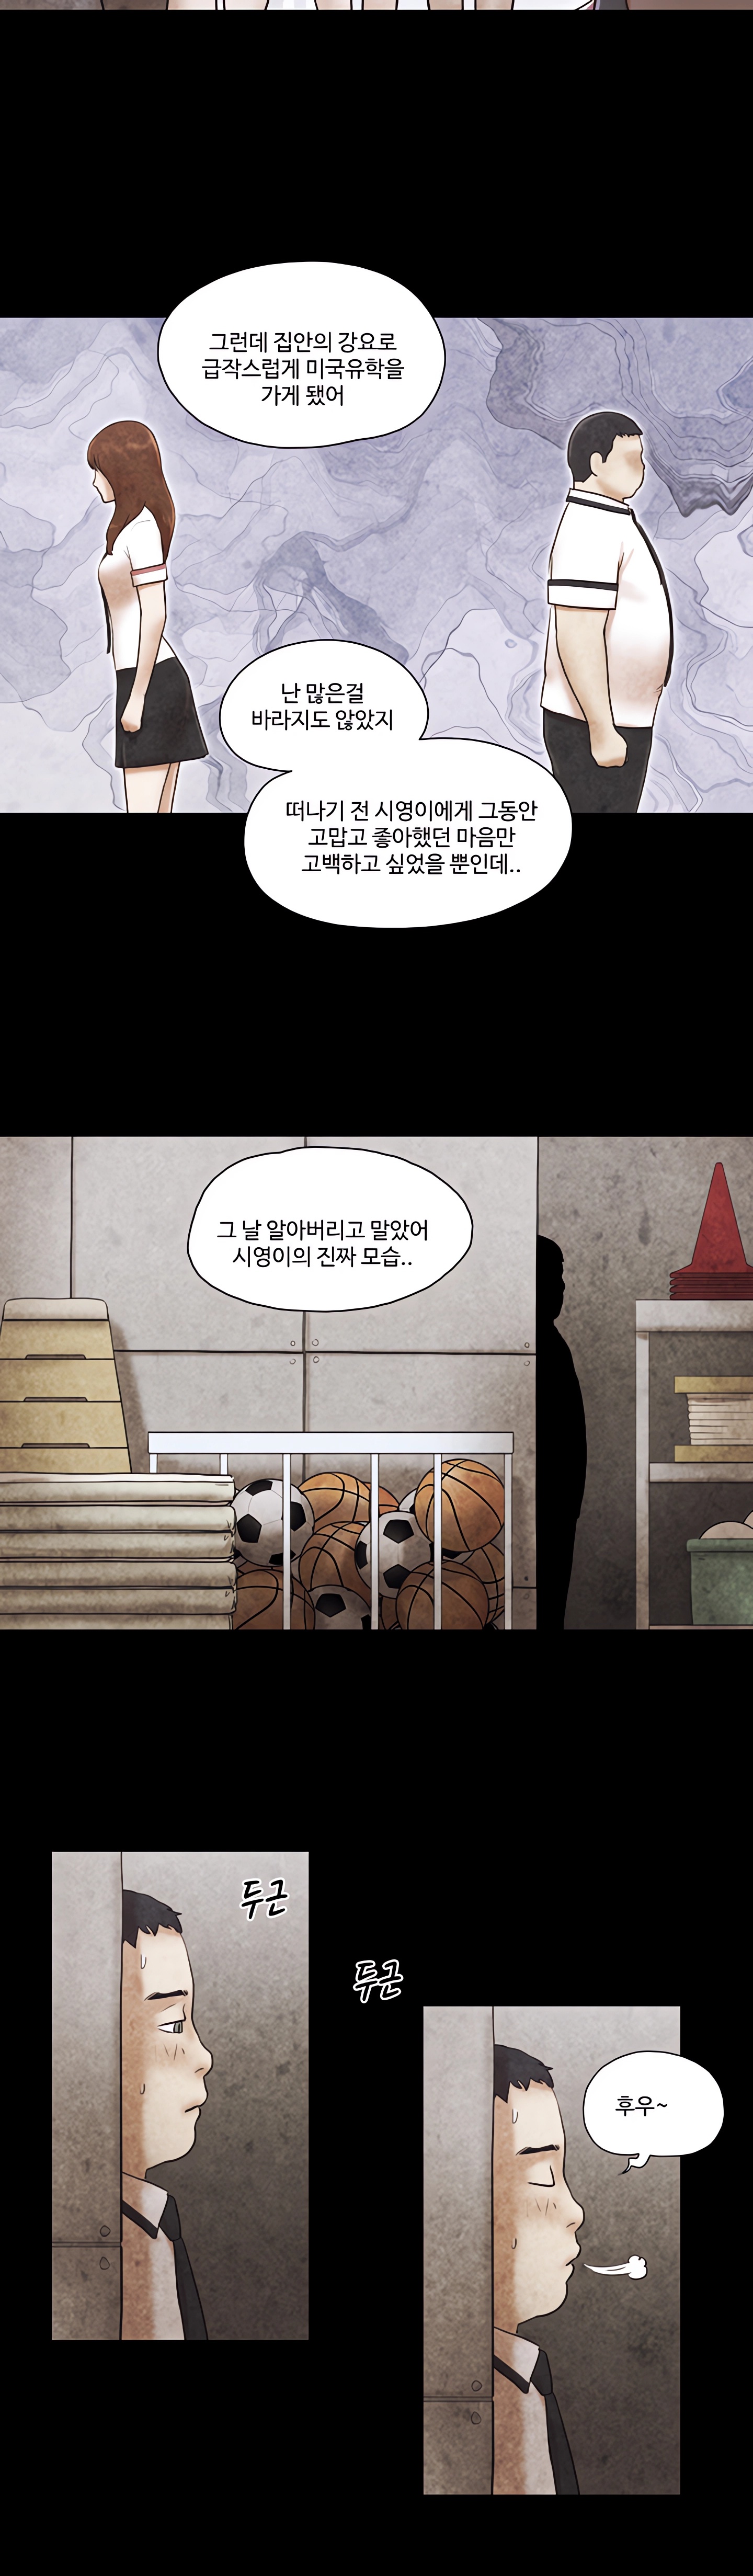 그런데 집안의 강요로
급작스럽게 미국유학을
가게 됐어
난 많은걸
바라지도 않았지
떠나기 전 시영이에게 그동안
고맙고 좋아했던 마음만
고백하고 싶었을 뿐인데..
그 날 알아버리고 말았어
시영이의 진짜 모습..
두근
두근
후우~